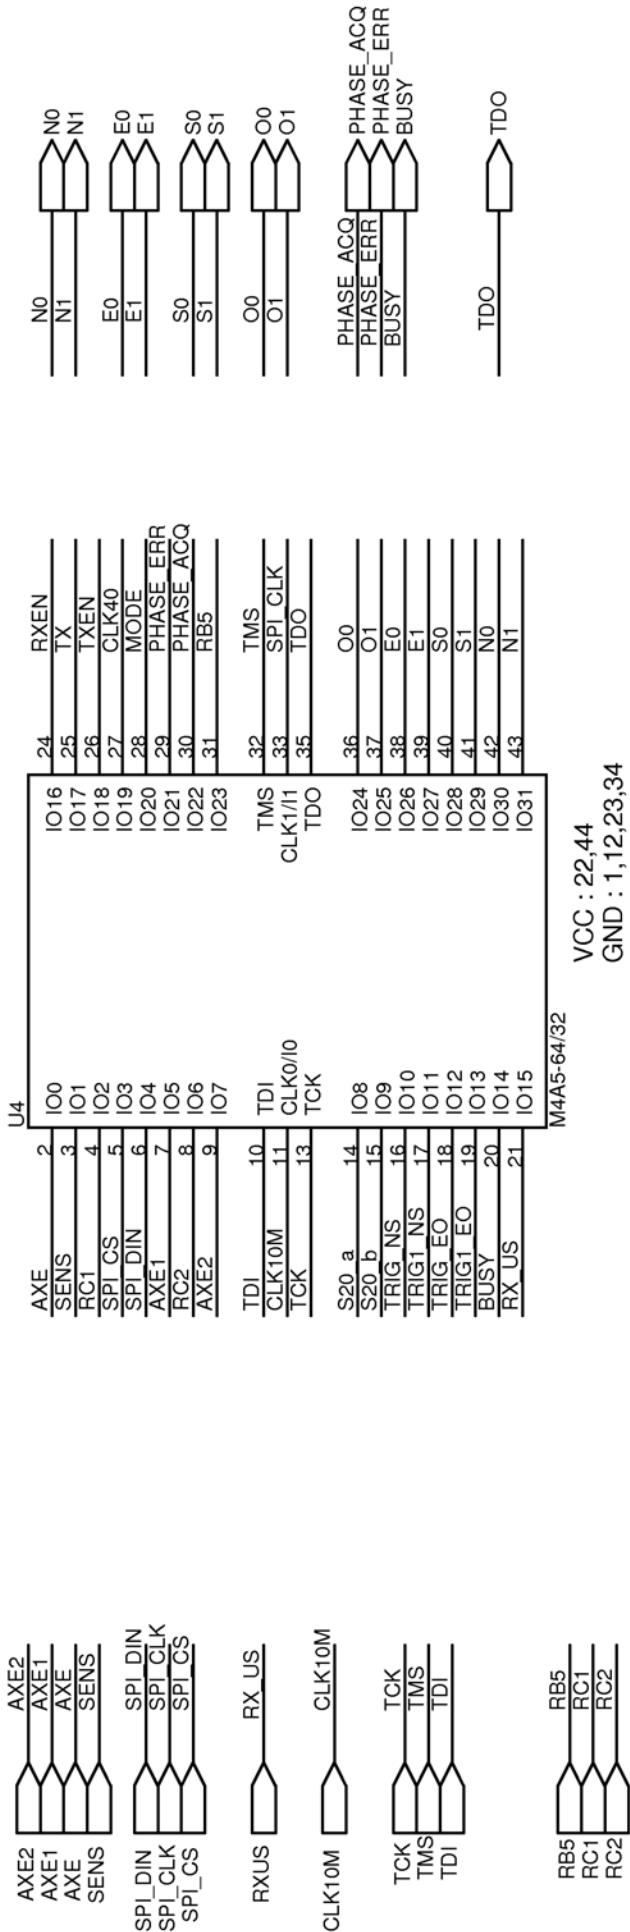 AXE2 AXE2
AXE1 AXE1
AXE AXE
SENS SENS
SPI_DIN SPI_DIN
SPI_CLK SPI_CLK
SPI_CS SPI_CS
RXUS RX_US
CLK10M CLK10M
TCK TCK
TMS TMS
TDI TDI
RB5 RB5
RC1 RC1
RC2 RC2
U4
AXE 2 IO0 IO16 24 RXEN
SENS 3 IO1 IO17 25 TX
RC1 4 IO2 IO18 26 TXEN
SPI_CS 5 IO3 IO19 27 CLK40
SPI_DIN 6 IO4 IO20 28 MODE
AXE1 7 IO5 IO21 29 PHASE_ERR
RC2 8 IO6 IO22 30 PHASE_ACQ
AXE2 9 IO7 IO23 31 RB5
TDI 10 TDI TMS 32 TMS
CLK10M 11 CLK0/I0 CLK1/I1 33 SPI_CLK
TCK 13 TCK TDO 35 TDO
S20_a 14 IO8 IO24 36 O0
S20_b 15 IO9 IO25 37 O1
TRIG_NS 16 IO10 IO26 38 E0
TRIG1_NS 17 IO11 IO27 39 E1
TRIG_EO 18 IO12 IO28 40 S0
TRIG1_EO 19 IO13 IO29 41 S1
BUSY 20 IO14 IO30 42 N0
RX_US 21 IO15 IO31 43 N1
M4A5-64/32
VCC : 22,44
GND : 1,12,23,34
N0 N0
N1 N1
E0 E0
E1 E1
S0 S0
S1 S1
O0 O0
O1 O1
PHASE_ACQ PHASE_ACQ
PHASE_ERR PHASE_ERR
BUSY BUSY
TDO TDO